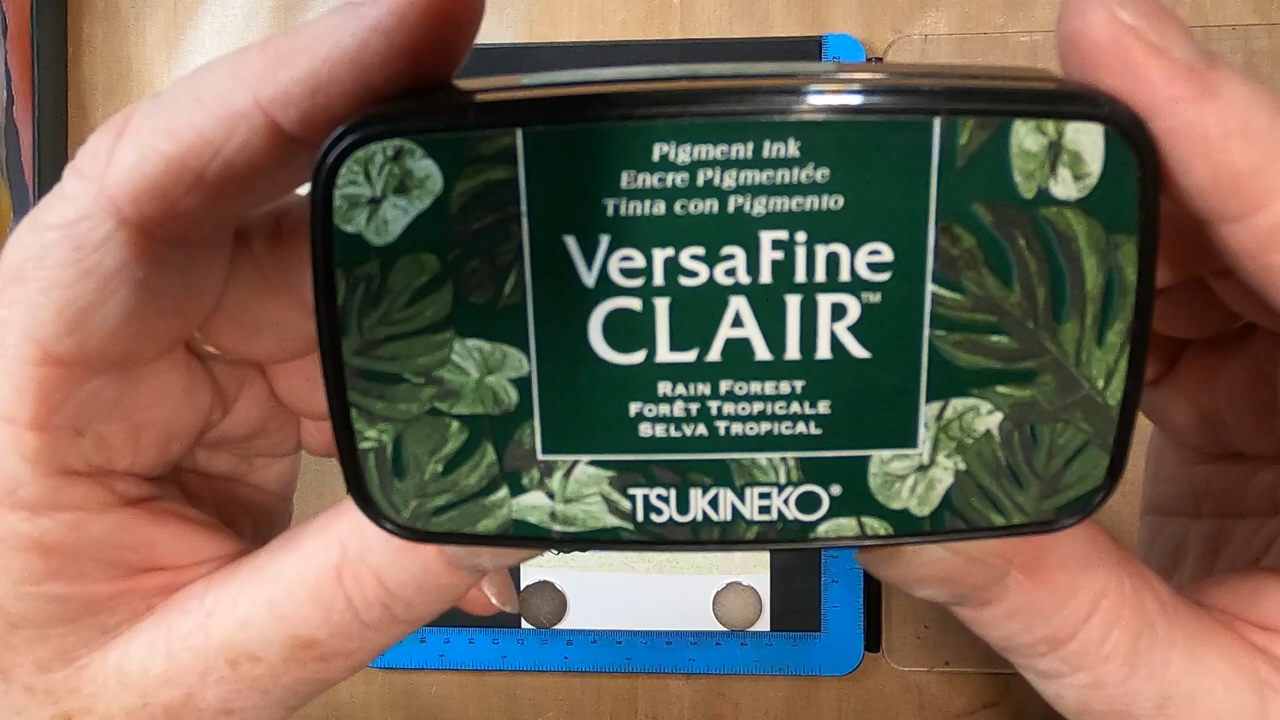 Pigment Ink
Encre Pigmentée
Tinta con Pigmento
VersaFine
CLAIR™
RAIN FOREST
FORÊT TROPICALE
SELVA TROPICAL
TSUKINEKO®